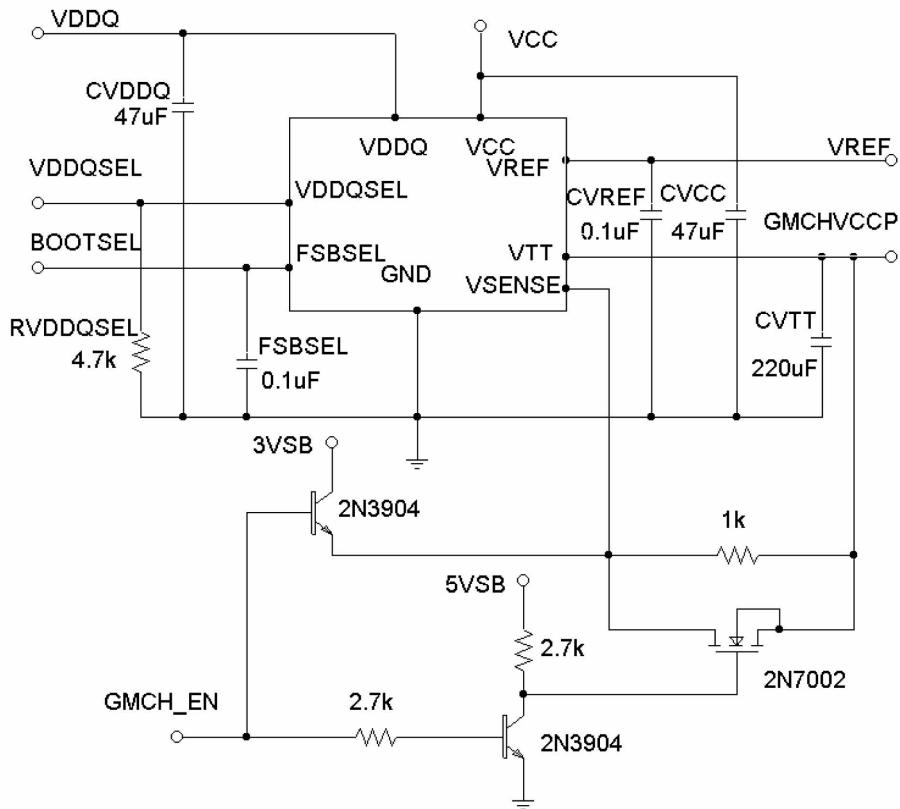 VDDQ
VCC
CVDDQ
47uF
VDDQ
VCC
VREF
VREF
VDDQSEL
VDDQSEL
CVREF
0.1uF
CVCC
47uF
GMCHVCCP
BOOTSEL
FSBSEL
GND
VTT
VSENSE
RVDDQSEL
4.7k
FSBSEL
0.1uF
CVTT
220uF
3VSB
2N3904
1k
5VSB
2.7k
2N7002
GMCH_EN
2.7k
2N3904